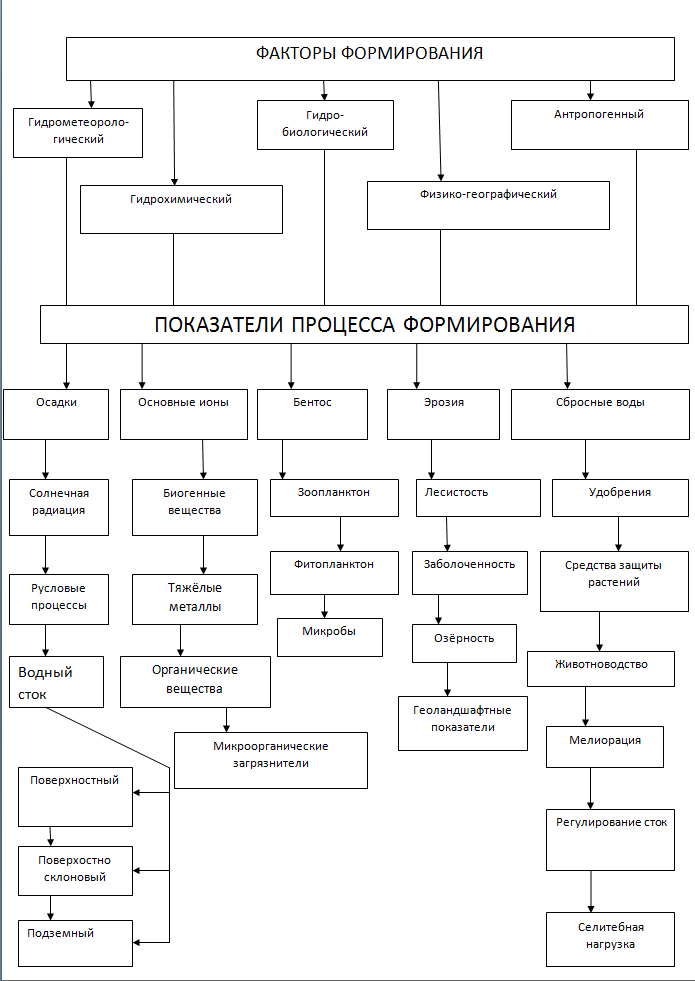 ФАКТОРЫ ФОРМИРОВАНИЯ
Гидрометеороло-
гический
Гидро-
биологический
Антропогенный
Гидрохимический
Физико-географический
ПОКАЗАТЕЛИ ПРОЦЕССА ФОРМИРОВАНИЯ
Осадки
Основные ионы
Бентос
Эрозия
Сбросные воды
Солнечная
радиация
Биогенные
вещества
Зоопланктон
Лесистость
Удобрения
Русловые
процессы
Тяжёлые
металлы
Фитопланктон
Заболоченность
Средства защиты
растений
Микробы
Озёрность
Водный
сток
Органические
вещества
Животноводство
Геоландшафтные
показатели
Микроорганические
загрязнители
Мелиорация
Поверхностный
Регулирование сток
Поверхостно
склоновый
Подземный
Селитебная
нагрузка